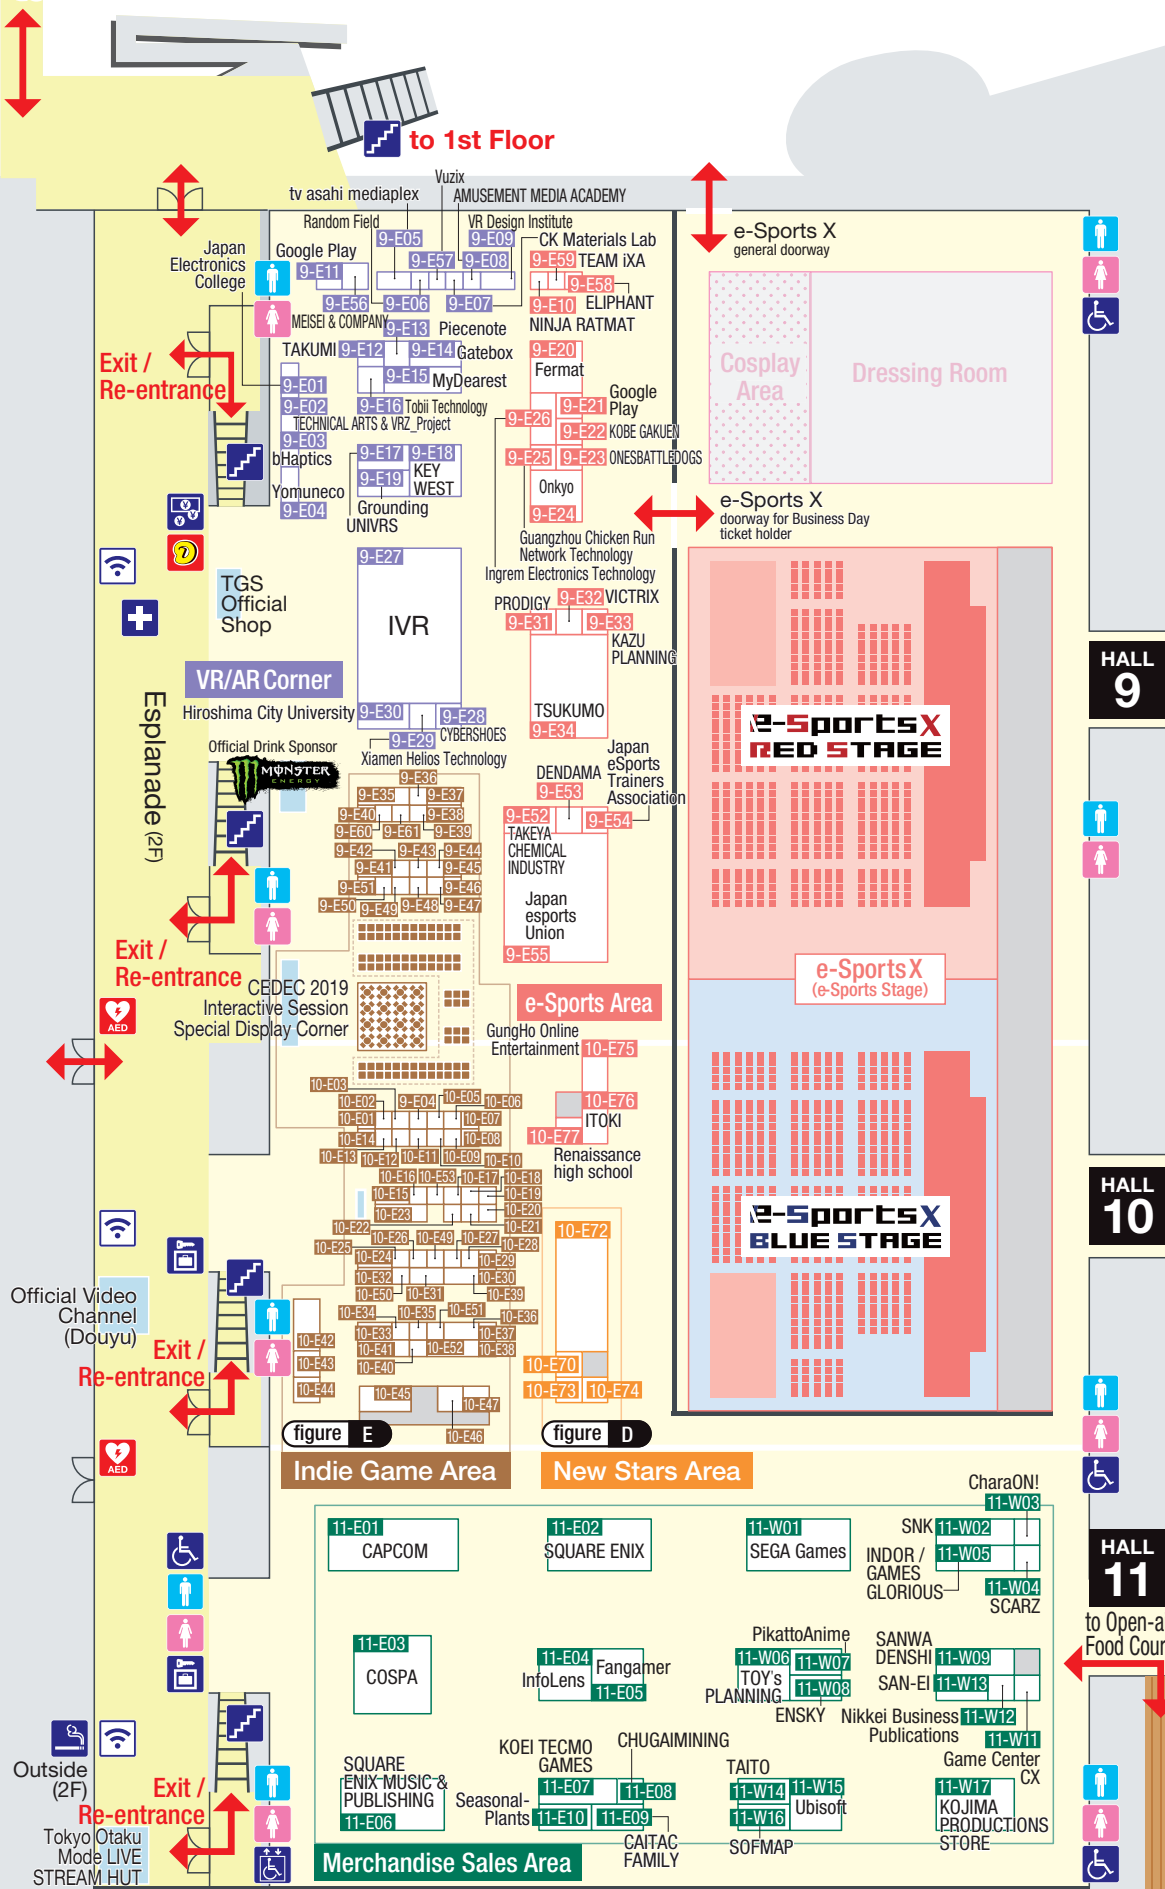 to 1st Floor
Vuzix
tv asahi mediaplex
AMUSEMENT MEDIA ACADEMY
Random Field
VR Design Institute
9-E05
9-E09
CK Materials Lab
Japan
Electronics
College
Google Play
9-E11
9-E57
9-E08
9-E59
TEAM iXA
9-E58
9-E56
9-E06
9-E07
9-E10
ELIPHANT
MEISEI & COMPANY
NINJA RATMAT
9-E13
Piecenote
TAKUMI
9-E12
9-E14
Gatebox
9-E15
MyDearest
9-E16
Tobii Technology
9-E01
9-E02
TECHNICAL ARTS & VRZ_Project
9-E03
bHaptics
Yomuneco
9-E04
9-E17
9-E18
KEY
WEST
9-E19
Grounding
UNIVRS
9-E20
Fermat
9-E21
Google
Play
9-E26
9-E22
KOBE GAKUEN
9-E25
9-E23
ONESBATTLEDOGS
Onkyo
9-E24
Guangzhou Chicken Run
Network Technology
Ingrem Electronics Technology
e-Sports X
general doorway
Cosplay
Area
Dressing Room
e-Sports X
doorway for Business Day
ticket holder
Exit /
Re-entrance
TGS
Official
Shop
9-E27
IVR
VR/AR Corner
Hiroshima City University
9-E30
9-E28
CYBERSHOES
9-E29
Xiamen Helios Technology
9-E32
VICTRIX
PRODIGY
9-E31
9-E33
KAZU
PLANNING
TSUKUMO
9-E34
Japan
eSports
Trainers
Association
DENDAMA
9-E53
9-E52
9-E54
TAKEYA
CHEMICAL
INDUSTRY
Japan
esports
Union
9-E55
e-Sports Area
HALL
9
e-SportsX
RED STAGE
e-Sports X
(e-Sports Stage)
Esplanade (2F)
Official Drink Sponsor
MONSTER
ENERGY
9-E36
9-E35
9-E37
9-E40
9-E38
9-E60
9-E61
9-E39
9-E42
9-E43
9-E44
9-E41
9-E45
9-E51
9-E46
9-E50
9-E49
9-E48
9-E47
Exit /
Re-entrance
CEDEC 2019
Interactive Session
Special Display Corner
AED
GungHo Online
Entertainment
10-E75
10-E76
ITOKI
10-E77
Renaissance
high school
10-E03
10-E02
9-E04
10-E05
10-E06
10-E01
10-E07
10-E14
10-E08
10-E13
10-E12
10-E11
10-E09
10-E10
10-E16
10-E53
10-E17
10-E18
10-E15
10-E19
10-E23
10-E20
10-E22
10-E21
10-E26
10-E49
10-E27
10-E25
10-E28
10-E24
10-E29
10-E32
10-E30
10-E50
10-E31
10-E39
10-E34
10-E35
10-E51
10-E36
10-E33
10-E37
10-E41
10-E52
10-E38
10-E40
10-E42
10-E43
10-E44
10-E45
10-E47
10-E46
10-E72
10-E70
10-E73
10-E74
HALL
10
e-SportsX
BLUE STAGE
Official Video
Channel
(Douyu)
Exit /
Re-entrance
AED
figure E
figure D
Indie Game Area
New Stars Area
CharaON!
11-W03
11-E01
CAPCOM
11-E02
SQUARE ENIX
11-W01
SEGA Games
SNK
11-W02
INDOR /
GAMES
GLORIOUS
11-W05
11-W04
SCARZ
HALL
11
to Open-a
Food Cour
11-E03
COSPA
11-E04
InfoLens
Fangamer
11-E05
PikattoAnime
11-W06
11-W07
TOY's
PLANNING
11-W08
ENSKY
SANWA
DENSHI
11-W09
SAN-EI
11-W13
Nikkei Business
Publications
11-W12
11-W11
Game Center
CX
SQUARE
ENIX MUSIC &
PUBLISHING
11-E06
KOEI TECMO
GAMES
CHUGAIMINING
11-E07
11-E08
Seasonal-
Plants
11-E10
11-E09
CAITAC
FAMILY
TAITO
11-W14
11-W15
Ubisoft
11-W16
SOFMAP
11-W17
KOJIMA
PRODUCTIONS
STORE
Outside
(2F)
Exit /
Re-entrance
Tokyo Otaku
Mode LIVE
STREAM HUT
Merchandise Sales Area